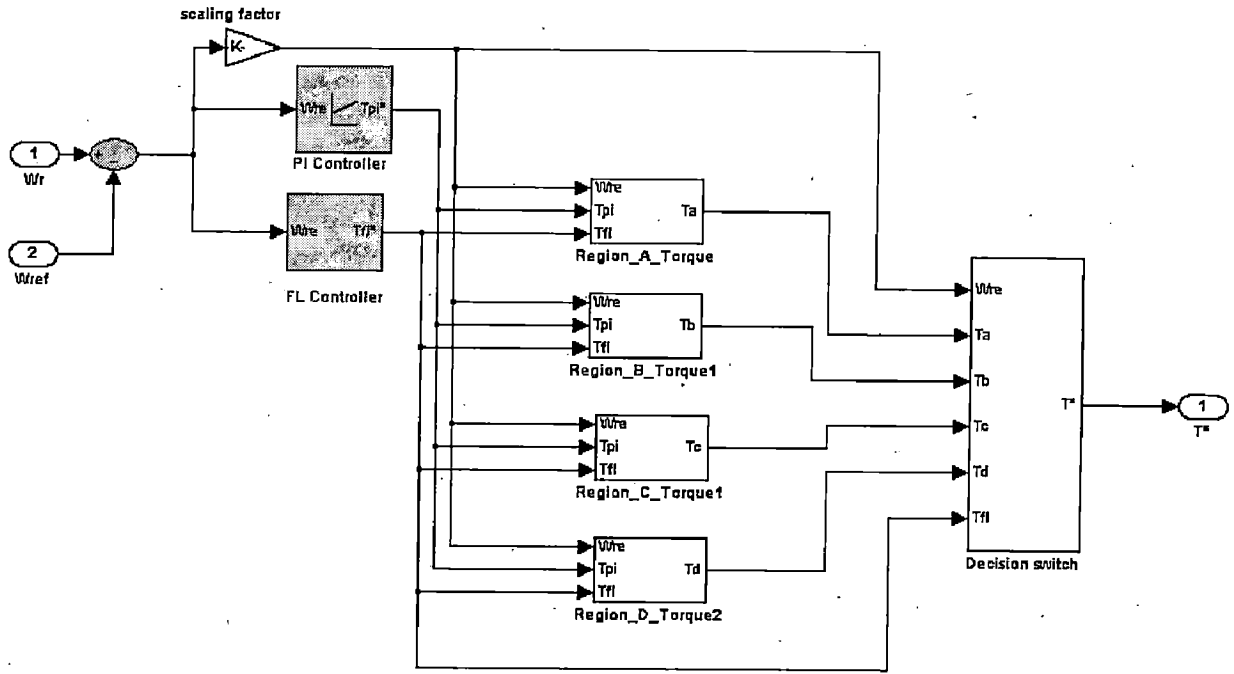 scaling factor
K-
Wre Tpi*
PI Controller
1
Wr
+
-
2
Wref
Wre Tfl*
FL Controller
Wre
Tpi Ta
Tfl
Region_A_Torque
Wre
Tpi Tb
Tfl
Region_B_Torque1
Wre
Tpi Tc
Tfl
Region_C_Torque1
Wre
Tpi Td
Tfl
Region_D_Torque2
Wre
Ta
Tb
Tc
Td
Tfl
T*
Decision switch
1
T*